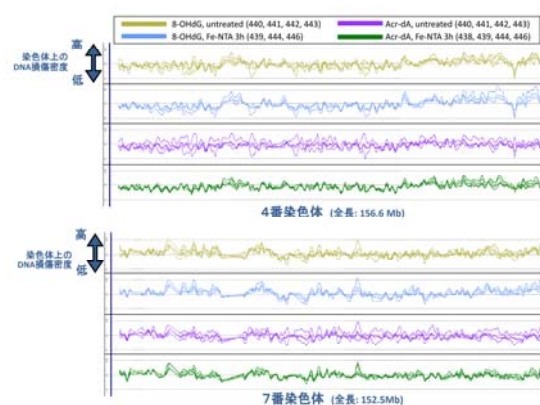 8-OHdG, untreated (440, 441, 442, 443)
Acr-dA, untreated (440, 441, 442, 443)
8-OHdG, Fe-NTA 3h (439, 444, 446)
Acr-dA, Fe-NTA 3h (438, 439, 444, 446)
高
染色体上の
DNA損傷密度
低
4番染色体 (全長: 156.6 Mb)
高
染色体上の
DNA損傷密度
低
7番染色体 (全長: 152.5Mb)